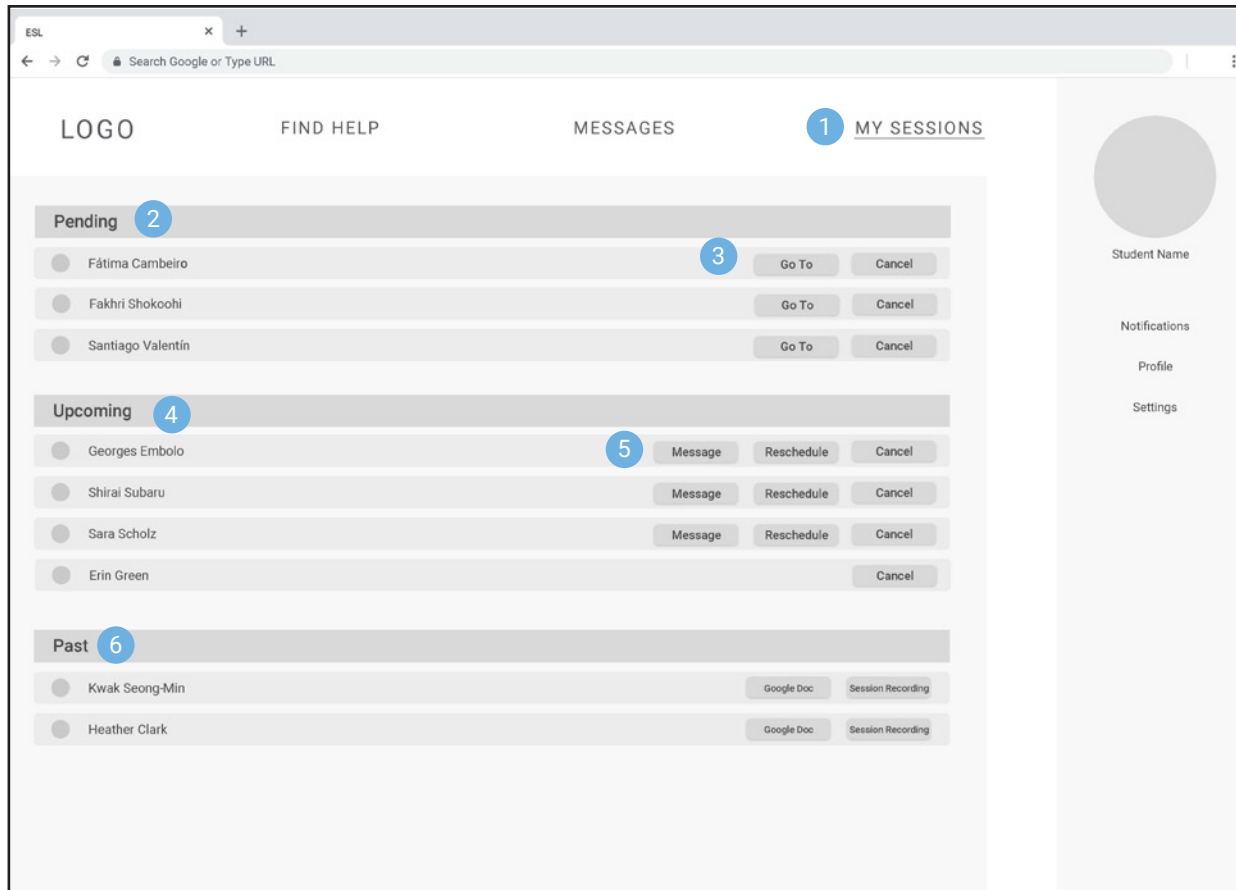 ESL
Search Google or Type URL
LOGO FIND HELP MESSAGES 1 MY SESSIONS
Pending 2
Fátima Cambeiro 3 Go To Cancel
Fakhri Shokoohi Go To Cancel
Santiago Valentín Go To Cancel
Upcoming 4
Georges Embolo 5 Message Reschedule Cancel
Shirai Subaru Message Reschedule Cancel
Sara Scholz Message Reschedule Cancel
Erin Green Cancel
Past 6
Kwak Seong-Min Google Doc Session Recording
Heather Clark Google Doc Session Recording
Student Name
Notifications
Profile
Settings